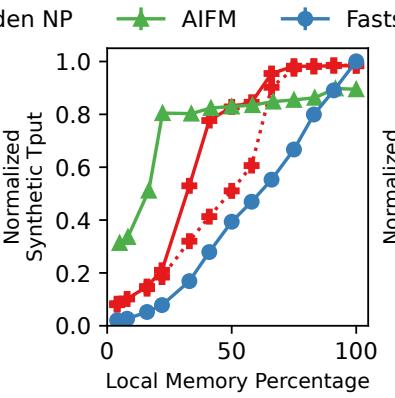 den NP AIFM Fasts
Normalized
Synthetic Tput
Normalized
1.0
0.8
0.6
0.4
0.2
0.0
0 50 100
Local Memory Percentage